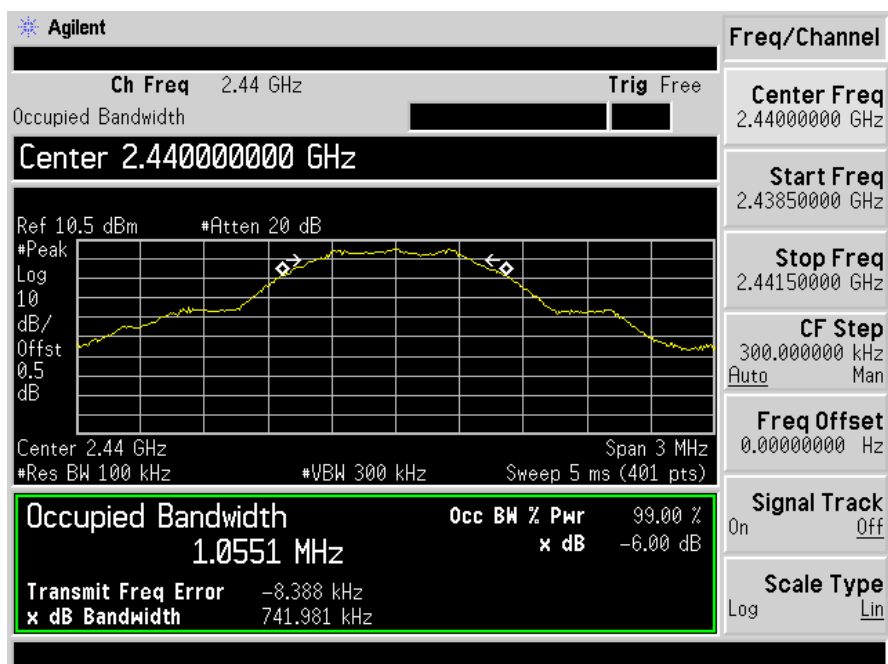 Agilent
Ch Freq 2.44 GHz Trig Free
Occupied Bandwidth
Center 2.440000000 GHz
Ref 10.5 dBm #Atten 20 dB
#Peak
Log
10
dB/
Offst
0.5
dB
Center 2.44 GHz Span 3 MHz
#Res BW 100 kHz #VBW 300 kHz Sweep 5 ms (401 pts)
Occupied Bandwidth Occ BW % Pwr 99.00 %
1.0551 MHz x dB -6.00 dB
Transmit Freq Error -8.388 kHz
x dB Bandwidth 741.981 kHz
Freq/Channel
Center Freq
2.44000000 GHz
Start Freq
2.43850000 GHz
Stop Freq
2.44150000 GHz
CF Step
300.000000 kHz
Auto Man
Freq Offset
0.00000000 Hz
Signal Track
On Off
Scale Type
Log Lin